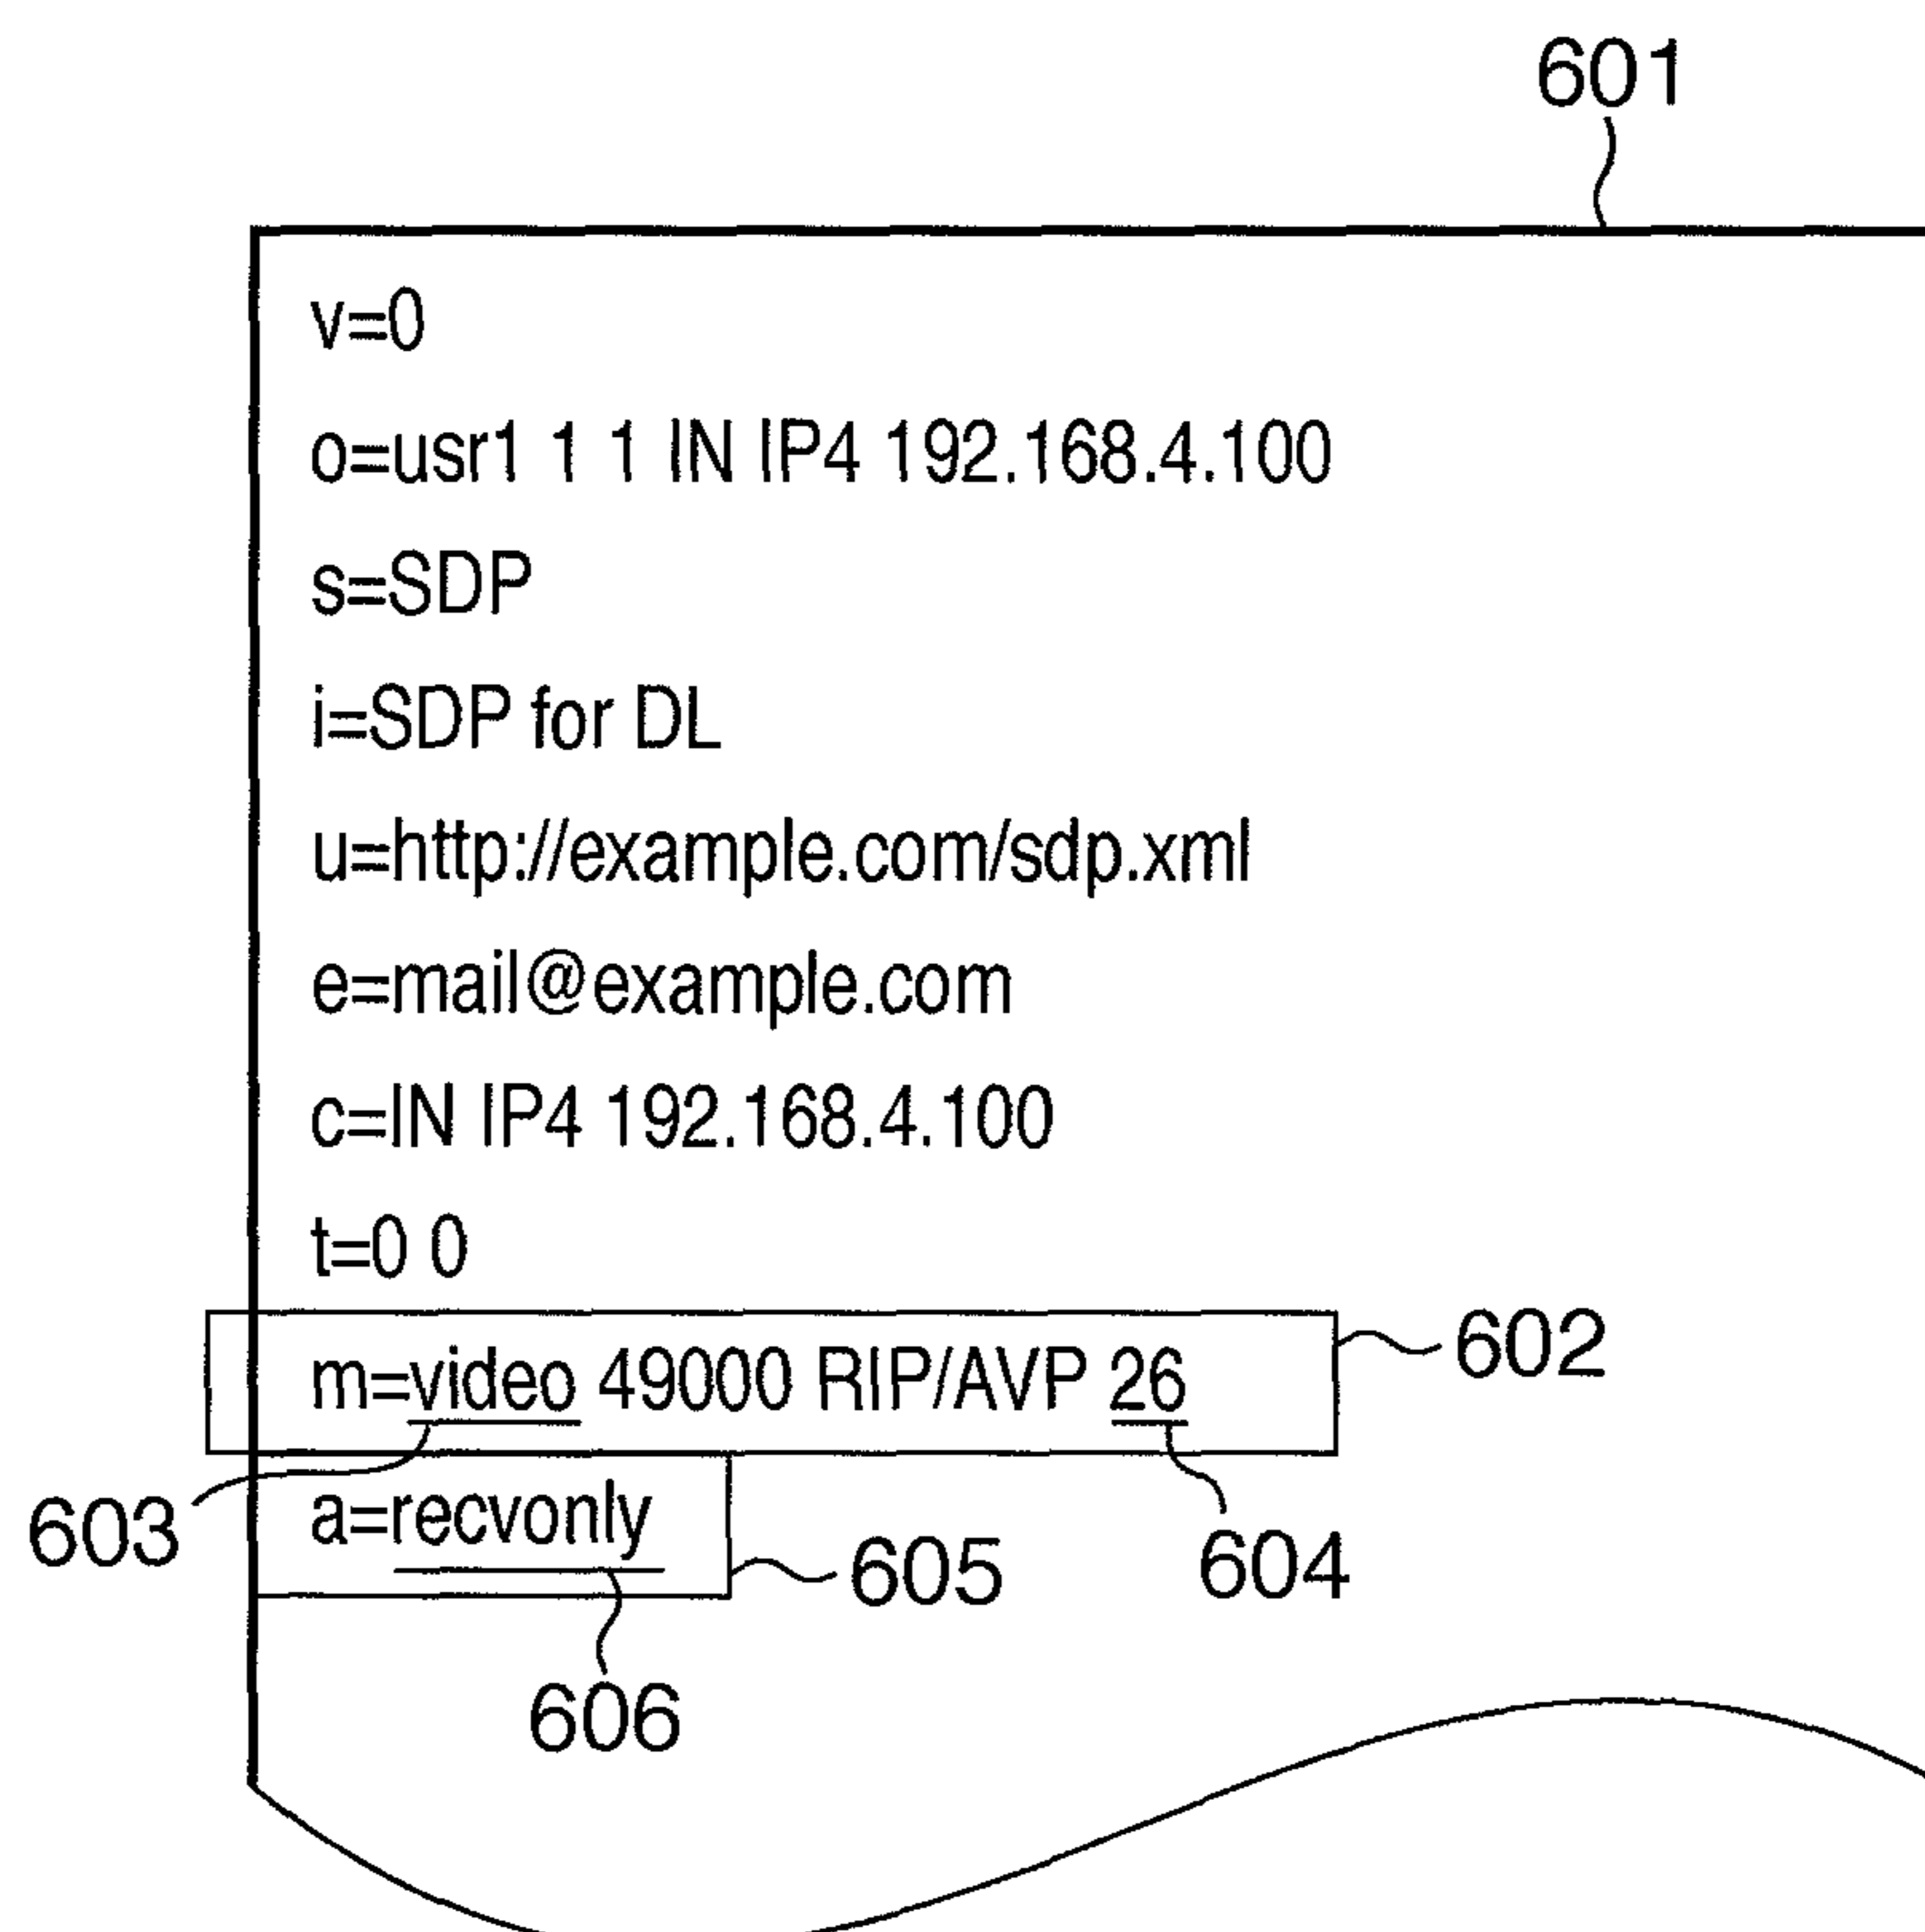 601
v=0
o=usr1 1 1 IN IP4 192.168.4.100
s=SDP
i=SDP for DL
u=http://example.com/sdp.xml
e=mail@example.com
c=IN IP4 192.168.4.100
t=0 0
m=video 49000 RIP/AVP 26
602
a=recvonly
603
605
604
606